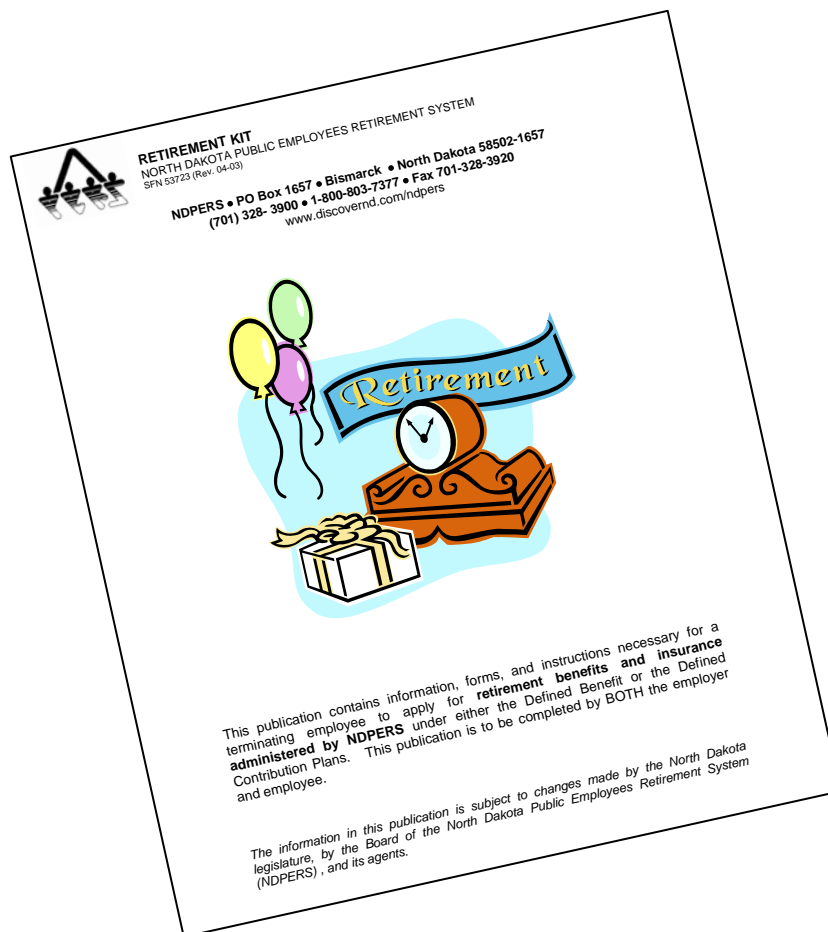 RETIREMENT KIT
NORTH DAKOTA PUBLIC EMPLOYEES RETIREMENT SYSTEM
SFN 53723 (Rev. 04-03)
NDPERS ● PO Box 1657 ● Bismarck ● North Dakota 58502-1657
(701) 328- 3900 ● 1-800-803-7377 ● Fax 701-328-3920
www.discovernd.com/ndpers
Retirement
This publication contains information, forms, and instructions necessary for a
terminating employee to apply for retirement benefits and insurance
administered by NDPERS under either the Defined Benefit or the Defined
Contribution Plans. This publication is to be completed by BOTH the employer
and employee.
The information in this publication is subject to changes made by the North Dakota
legislature, by the Board of the North Dakota Public Employees Retirement System
(NDPERS) , and its agents.